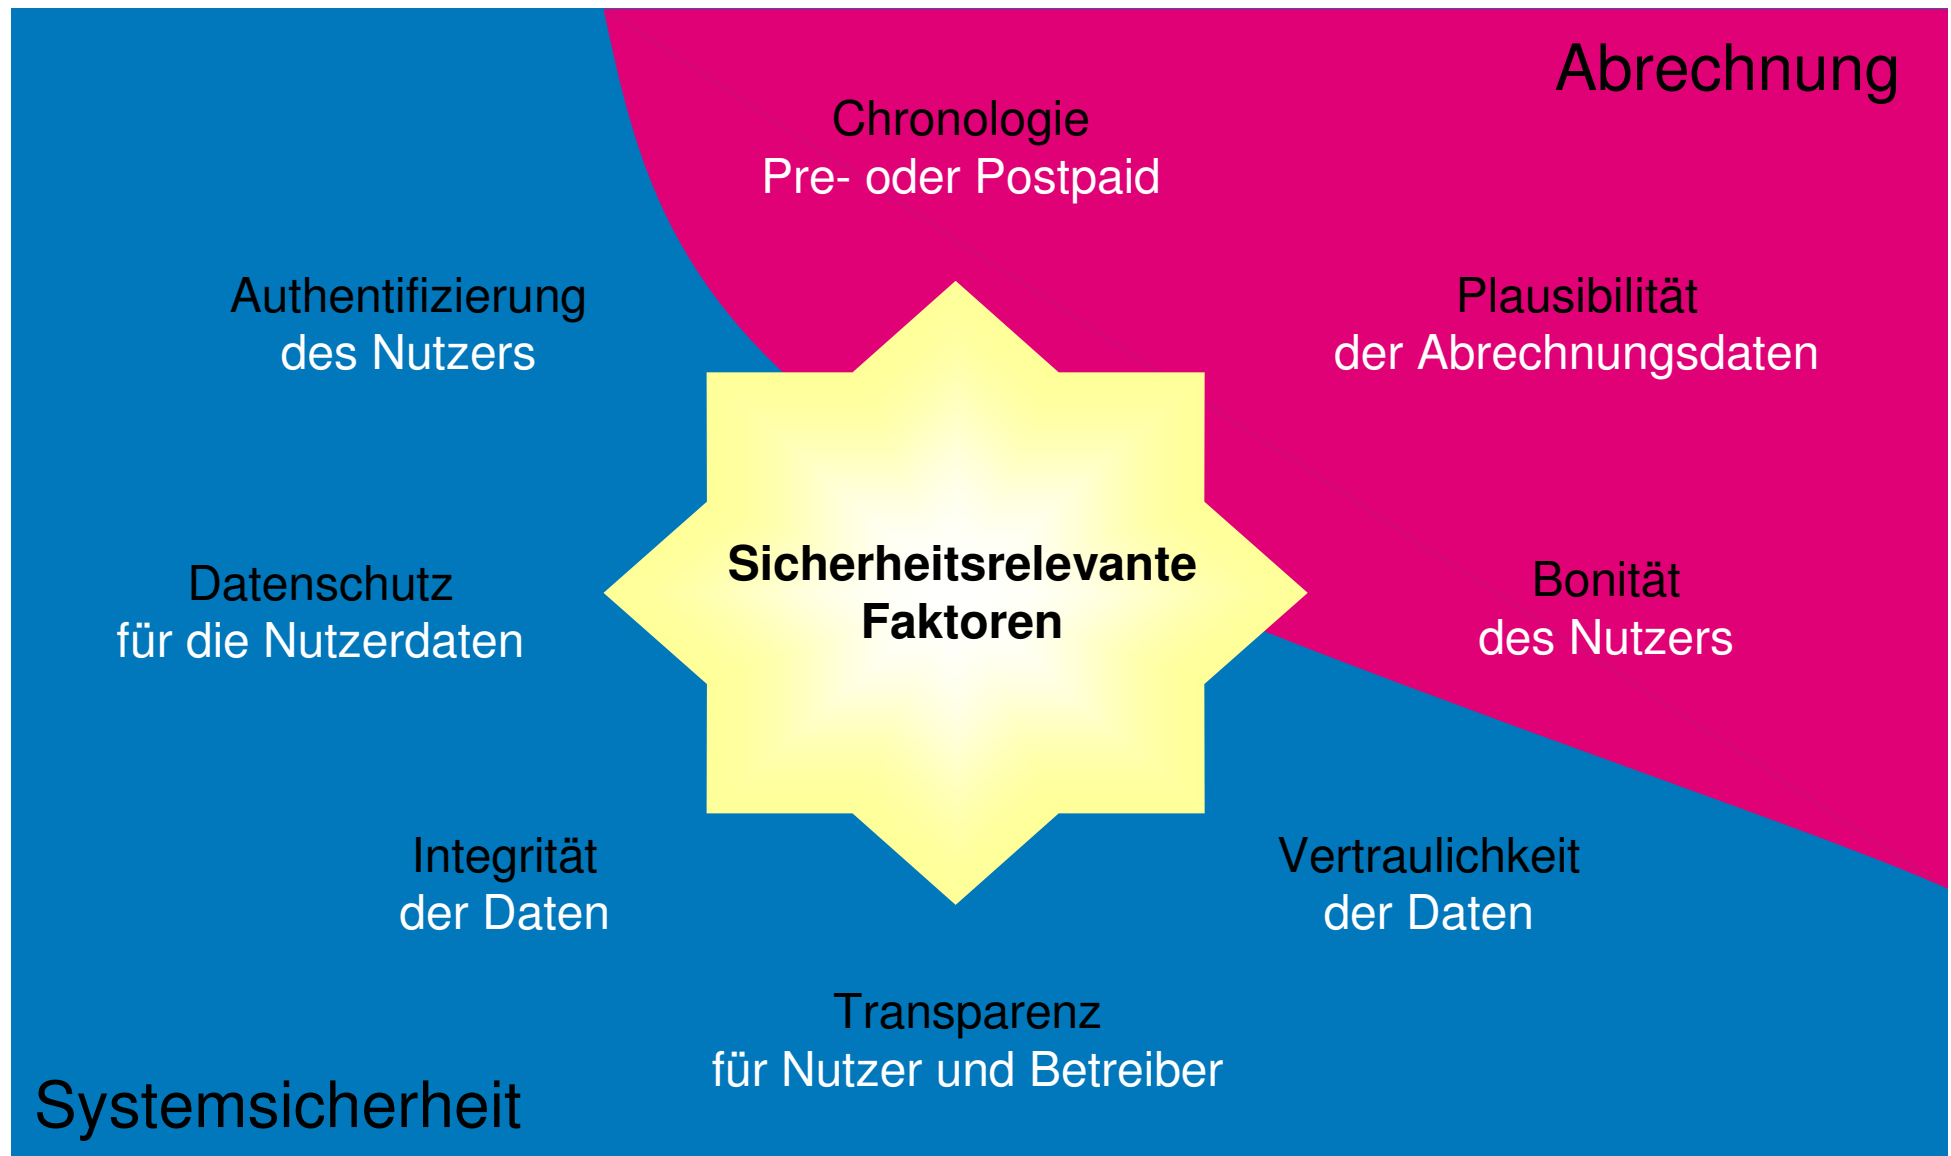 Abrechnung
Chronologie
Pre- oder Postpaid
Authentifizierung
des Nutzers
Plausibilität
der Abrechnungsdaten
Sicherheitsrelevante
Faktoren
Datenschutz
für die Nutzerdaten
Bonität
des Nutzers
Integrität
der Daten
Vertraulichkeit
der Daten
Transparenz
für Nutzer und Betreiber
Systemsicherheit